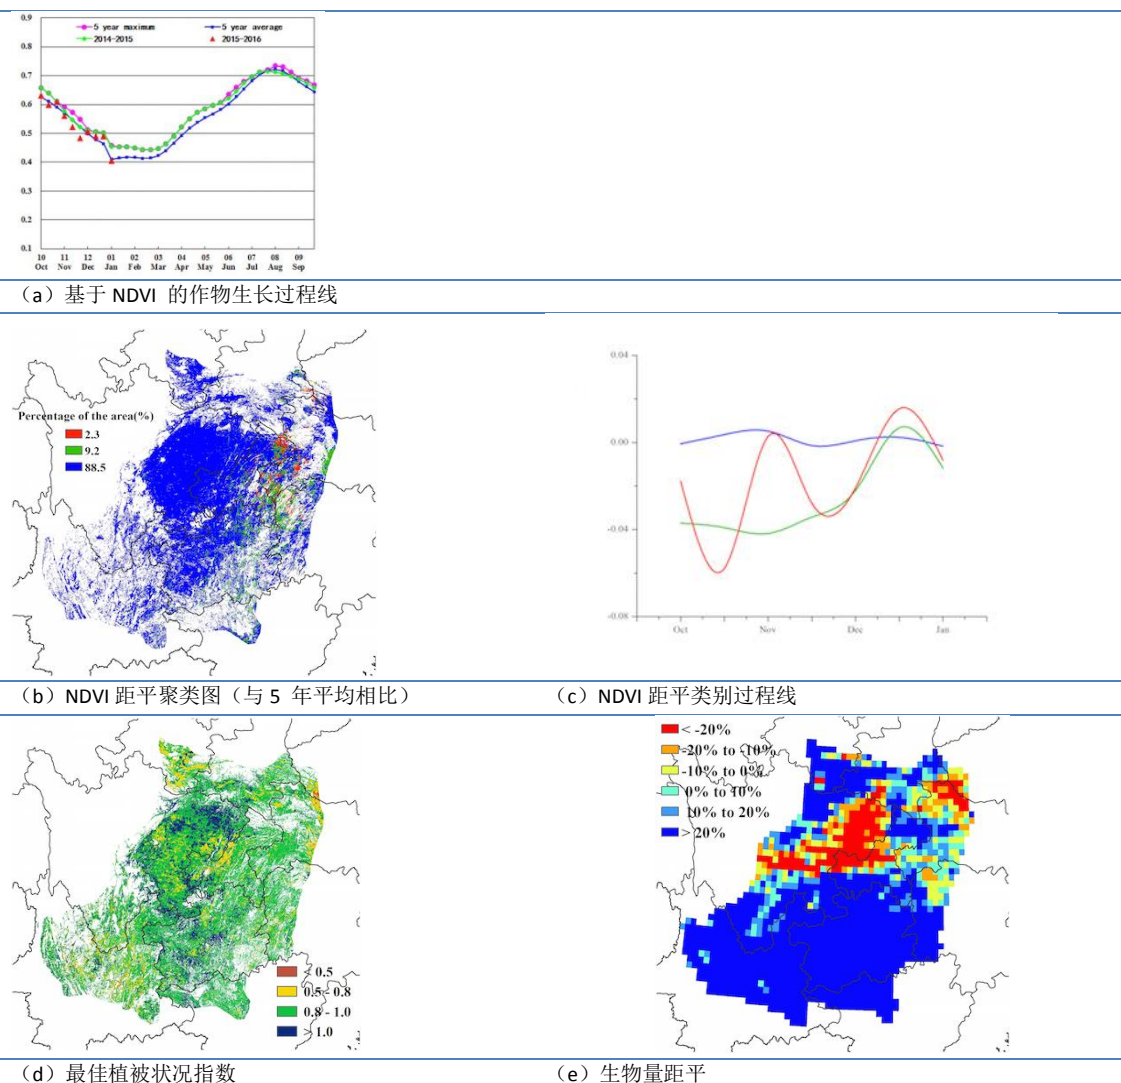 0.9
5 year maximum 5 year average
2014-2015 2015-2016
0.8
0.7
0.6
0.5
0.4
0.3
0.2
0.1
10 11 12 01 02 03 04 05 06 07 08 09
Oct Nov Dec Jan Feb Mar Apr May Jun Jul Aug Sep
（a）基于 NDVI 的作物生长过程线
Percentage of the area(%)
2.3
9.2
88.5
0.04
0.00
-0.04
-0.08
Oct Nov Dec Jan
（b）NDVI 距平聚类图（与 5 年平均相比）
（c）NDVI 距平类别过程线
< 0.5
0.5 - 0.8
0.8 - 1.0
> 1.0
< -20%
-20% to -10%
-10% to 0%
0% to 10%
10% to 20%
> 20%
（d）最佳植被状况指数
（e）生物量距平